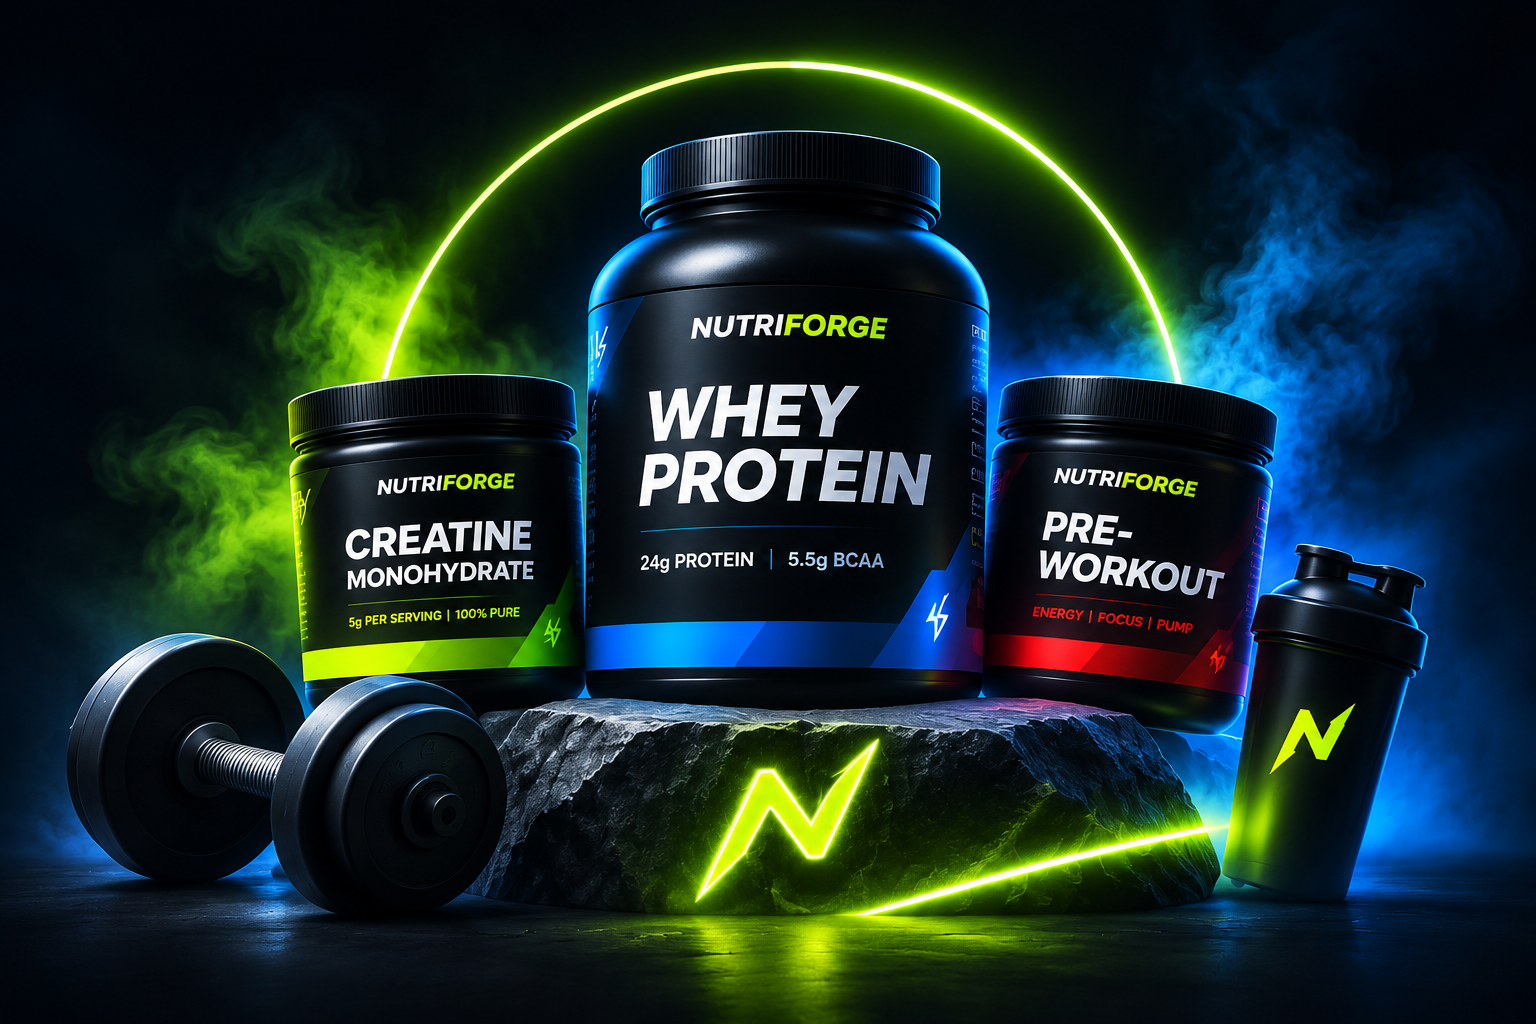 NUTRIFORGE
WHEY
PROTEIN
24g PROTEIN | 5.5g BCAA
NUTRIFORGE
CREATINE
MONOHYDRATE
5g PER SERVING | 100% PURE
NUTRIFORGE
PRE-
WORKOUT
ENERGY | FOCUS | PUMP
N
N